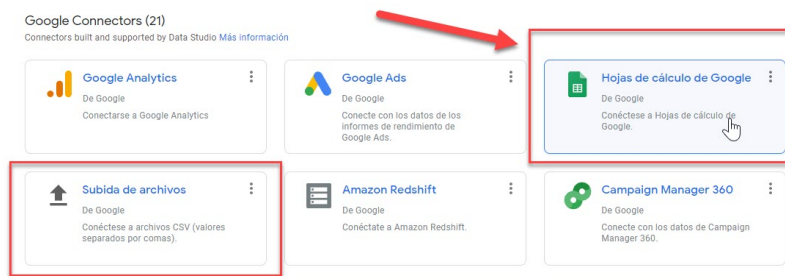 Google Connectors (21)
Connectors built and supported by Data Studio Más información
Google Analytics
De Google
Conectarse a Google Analytics
Google Ads
De Google
Conecte con los datos de los
informes de rendimiento de
Google Ads.
Hojas de cálculo de Google
De Google
Conéctese a Hojas de cálculo de
Google.
Subida de archivos
De Google
Conéctese a archivos CSV (valores
separados por comas).
Amazon Redshift
De Google
Conéctate a Amazon Redshift.
Campaign Manager 360
De Google
Conecte con los datos de Campaign
Manager 360.